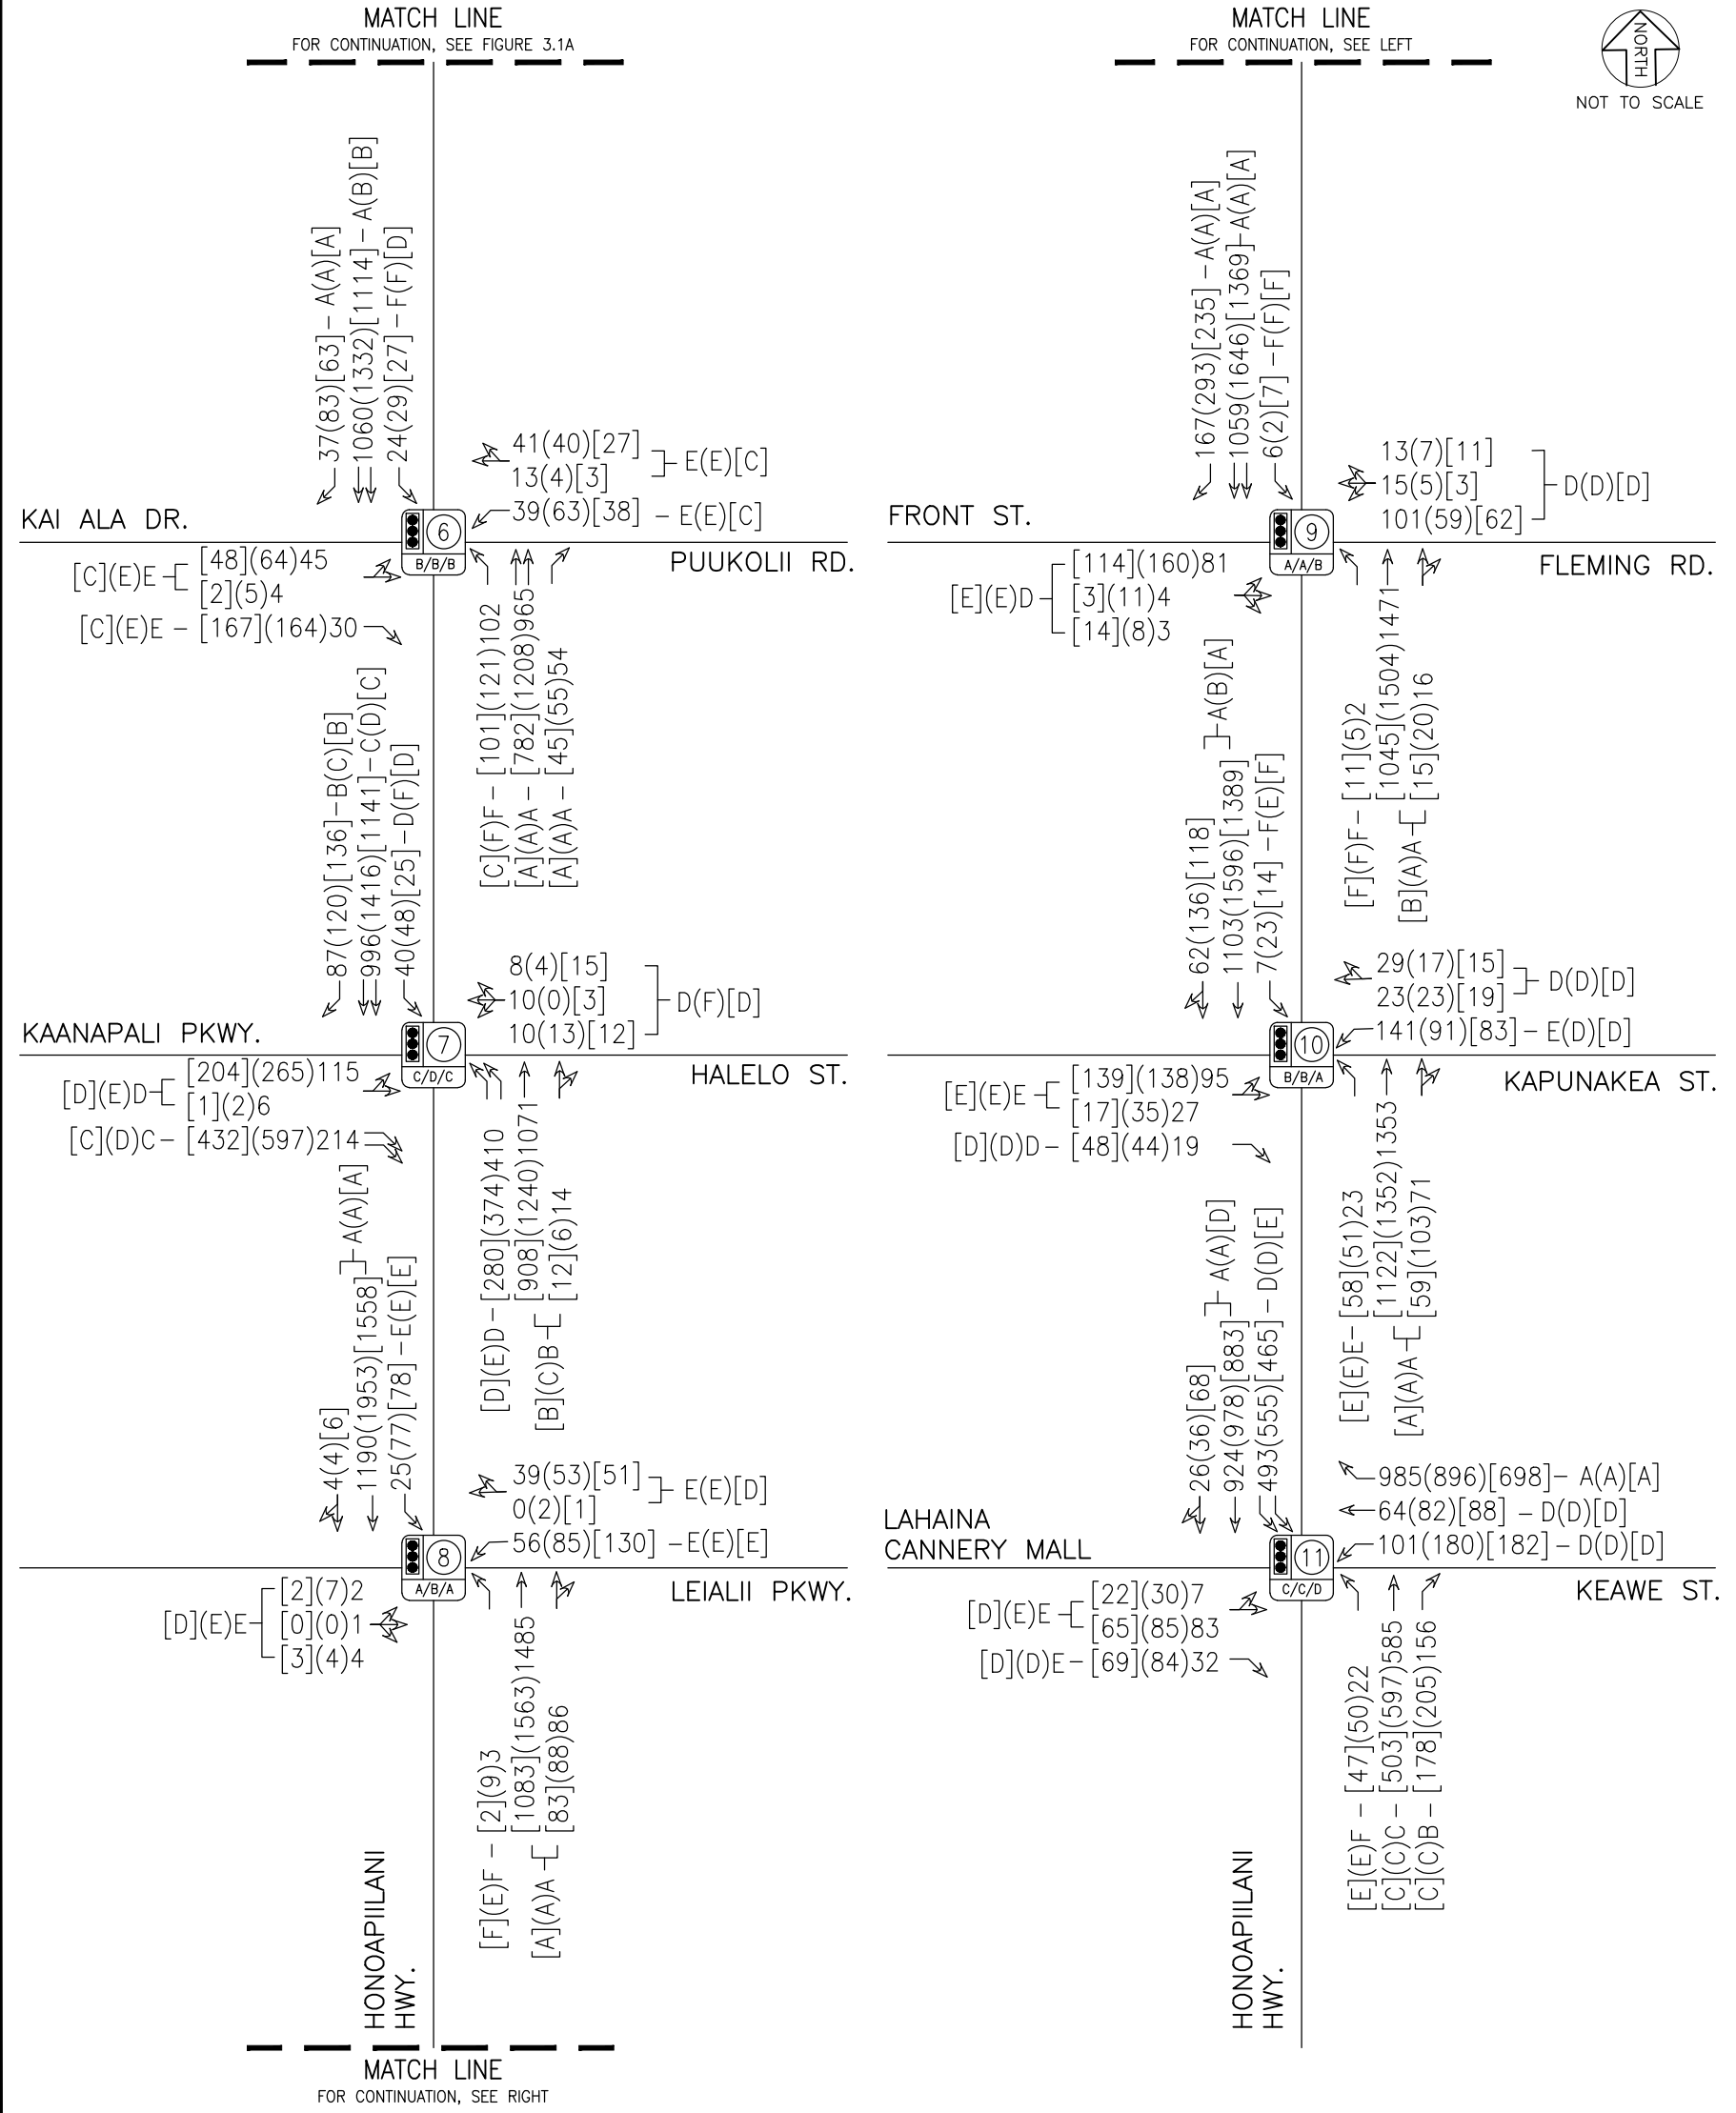 MATCH LINE
FOR CONTINUATION, SEE FIGURE 3.1A
37(83)[63] - A(A)[A]
1060(1332)[1114] - A(B)[B]
24(29)[27] - F(F)[D]
41(40)[27]
13(4)[3]
E(E)[C]
39(63)[38] - E(E)[C]
KAI ALA DR.
6
B/B/B
PUUKOLII RD.
[C](E)E
[48](64)45
[2](5)4
[C](E)E - [167](164)30
[C](F)F - [101](121)102
[A](A)A - [782](1208)965
[A](A)A - [45](55)54
87(120)[136]-B(C)[B]
996(1416)[1141]-C(D)[C]
40(48)[25]-D(F)[D]
8(4)[15]
10(0)[3]
10(13)[12]
D(F)[D]
KAANAPALI PKWY.
7
C/D/C
HALELO ST.
[D](E)D
[204](265)115
[1](2)6
[C](D)C- [432](597)214
[D](E)D- [280](374)410
[908](1240)1071
[12](6)14
[B](C)B
4(4)[6]
1190(1953)[1558]
A(A)[A]
25(77)[78] -E(E)[E]
39(53)[51]
0(2)[1]
E(E)[D]
56(85)[130] -E(E)[E]
8
A/B/A
LEIALII PKWY.
[D](E)E
[2](7)2
[0](0)1
[3](4)4
[F](E)F - [2](9)3
[1083](1563)1485
[83](88)86
[A](A)A
HONOAPIILANI
HWY.
MATCH LINE
FOR CONTINUATION, SEE RIGHT
MATCH LINE
FOR CONTINUATION, SEE LEFT
NORTH
NOT TO SCALE
167(293)[235] -A(A)[A]
1059(1646)[1369]-A(A)[A]
6(2)[7] -F(F)[F]
13(7)[11]
15(5)[3]
101(59)[62]
D(D)[D]
FRONT ST.
9
A/A/B
FLEMING RD.
[E](E)D
[114](160)81
[3](11)4
[14](8)3
[F](F)F- [11](5)2
[1045](1504)1471
[15](20)16
[B](A)A
62(136)[118]
1103(1596)[1389]
A(B)[A]
7(23)[14] -F(E)[F]
29(17)[15]
23(23)[19]
D(D)[D]
141(91)[83]- E(D)[D]
10
B/B/A
KAPUNAKEA ST.
[E](E)E
[139](138)95
[17](35)27
[D](D)D- [48](44)19
[E](E)E- [58](51)23
[1122](1352)1353
[59](103)71
[A](A)A
26(36)[68]
924(978)[883]
A(A)[D]
493(555)[465] - D(D)[E]
985(896)[698]- A(A)[A]
64(82)[88] - D(D)[D]
101(180)[182]- D(D)[D]
LAHAINA
CANNERY MALL
11
C/C/D
KEAWE ST.
[D](E)E
[22](30)7
[65](85)83
[D](D)E- [69](84)32
[E](E)F - [47](50)22
[C](C)C - [503](597)585
[C](C)B - [178](205)156
HONOAPIILANI
HWY.